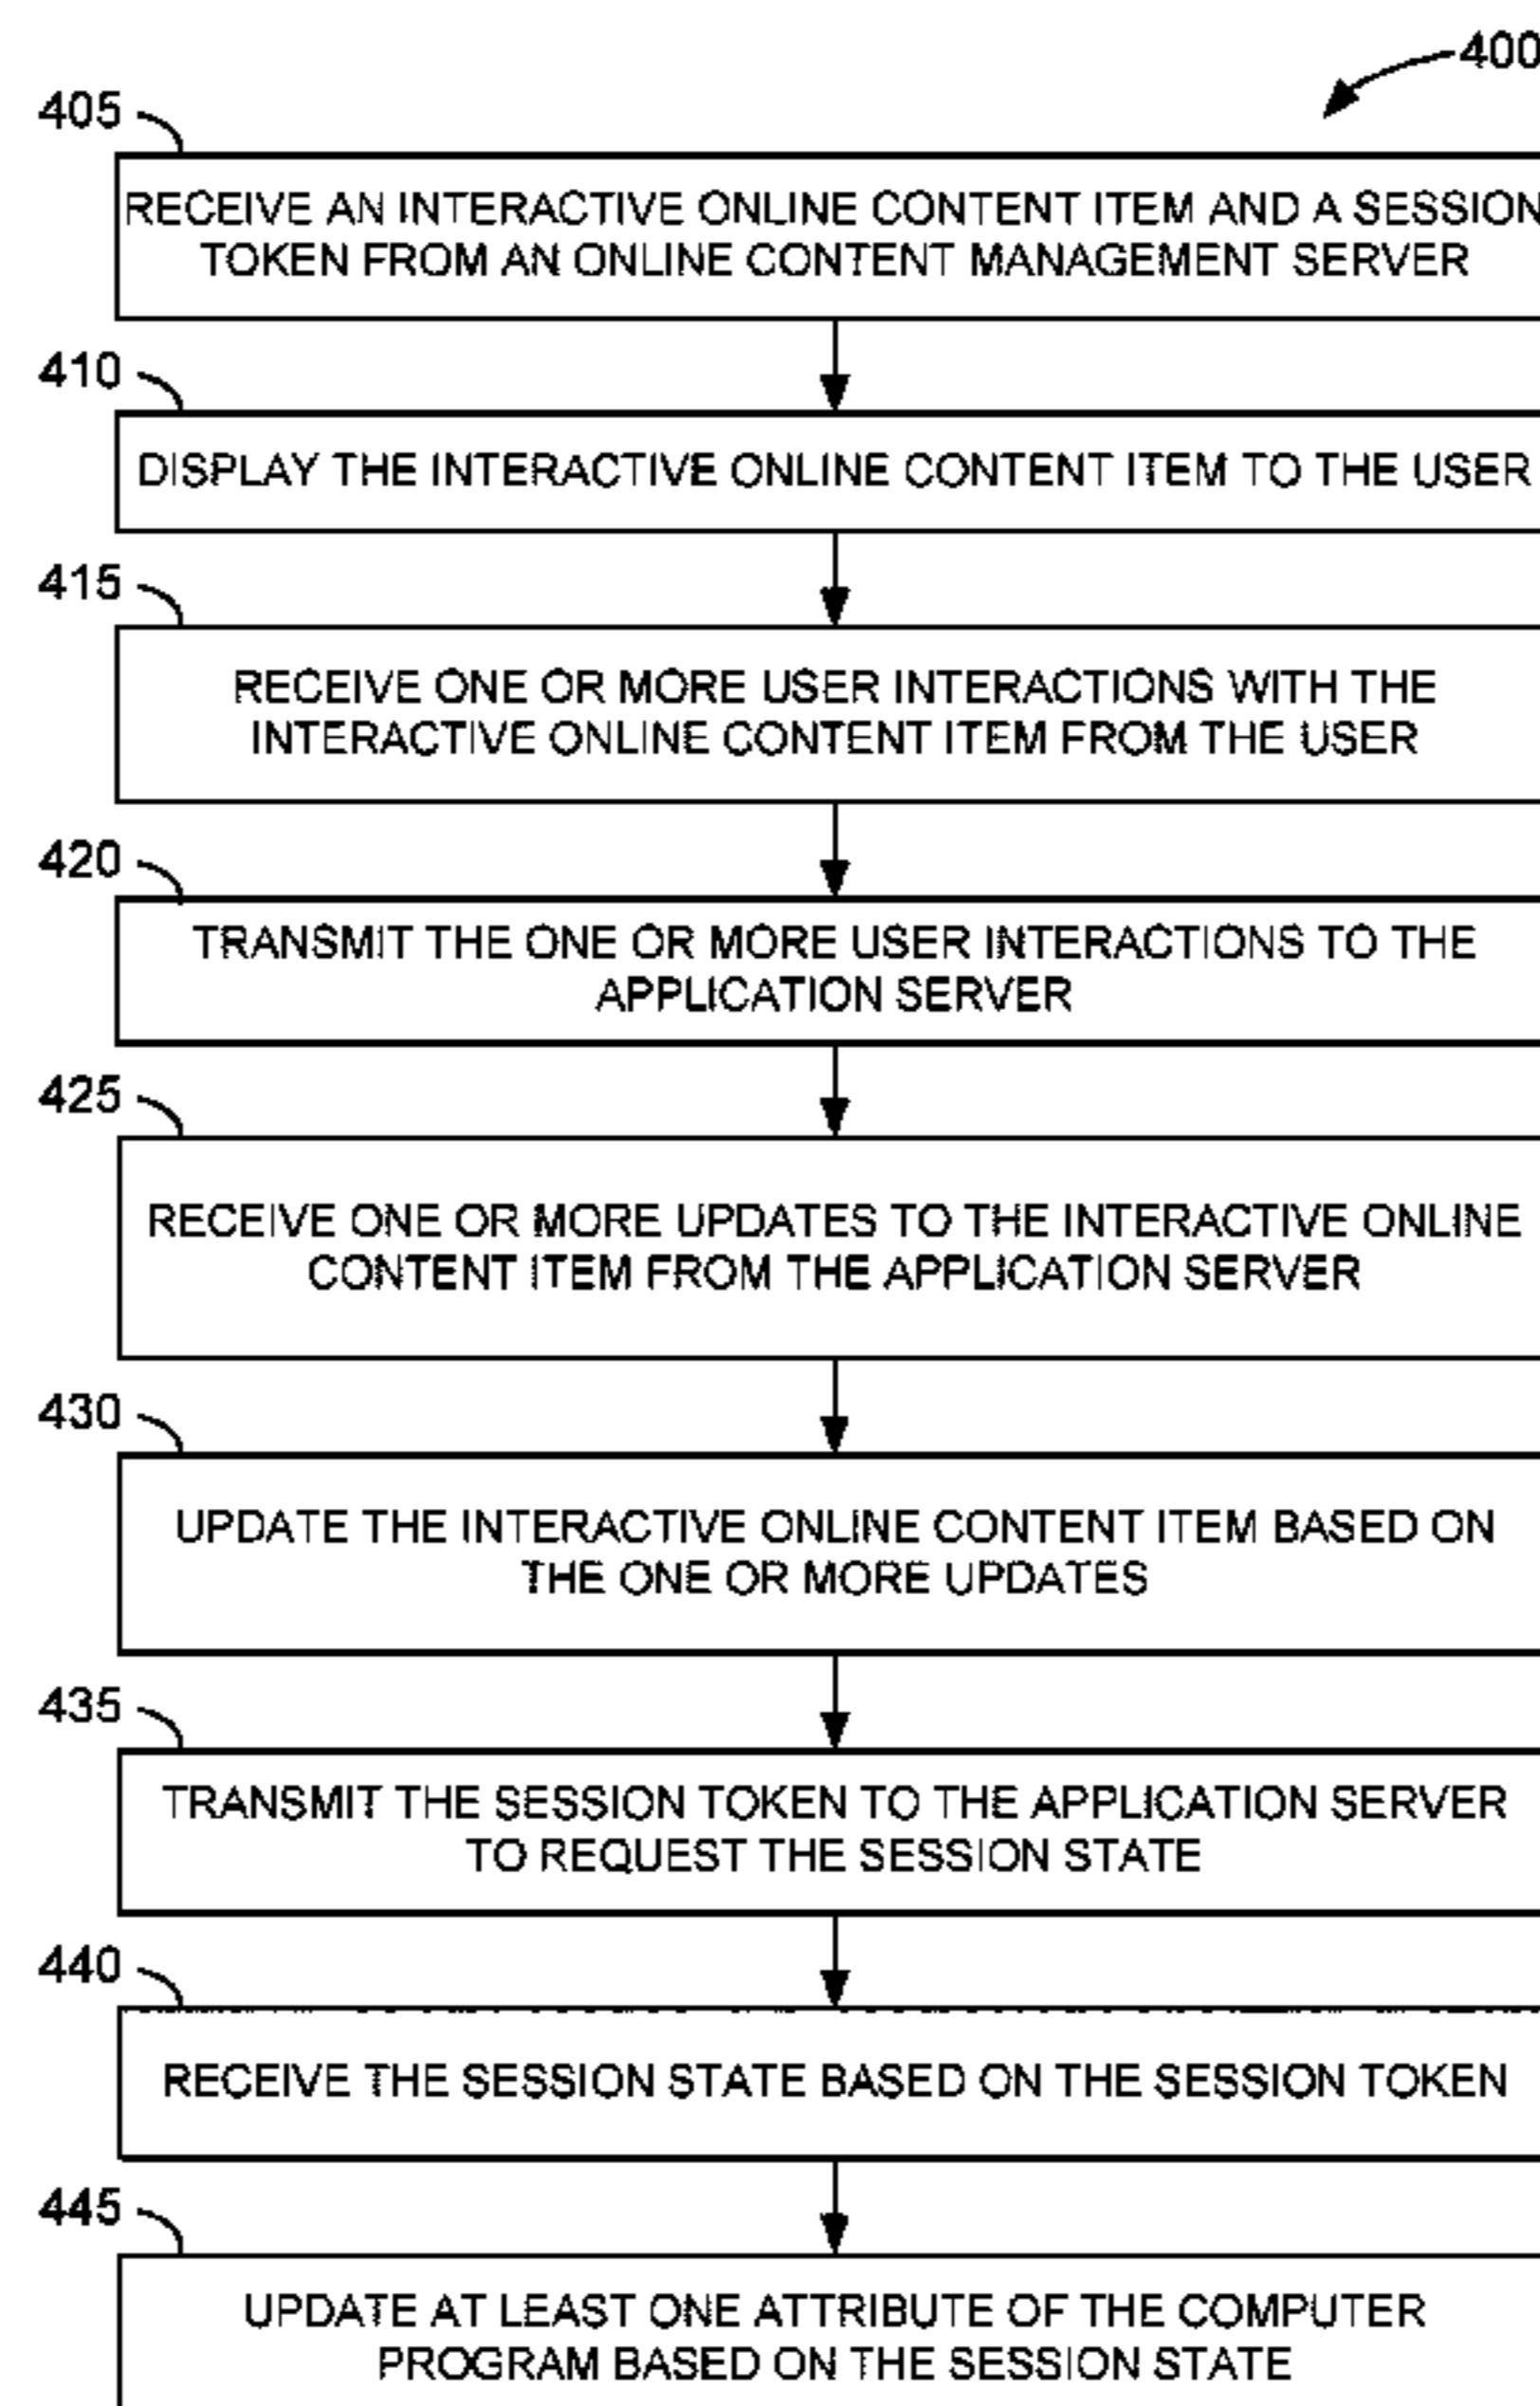 400
405
RECEIVE AN INTERACTIVE ONLINE CONTENT ITEM AND A SESSION
TOKEN FROM AN ONLINE CONTENT MANAGEMENT SERVER
410
DISPLAY THE INTERACTIVE ONLINE CONTENT ITEM TO THE USER
415
RECEIVE ONE OR MORE USER INTERACTIONS WITH THE
INTERACTIVE ONLINE CONTENT ITEM FROM THE USER
420
TRANSMIT THE ONE OR MORE USER INTERACTIONS TO THE
APPLICATION SERVER
425
RECEIVE ONE OR MORE UPDATES TO THE INTERACTIVE ONLINE
CONTENT ITEM FROM THE APPLICATION SERVER
430
UPDATE THE INTERACTIVE ONLINE CONTENT ITEM BASED ON
THE ONE OR MORE UPDATES
435
TRANSMIT THE SESSION TOKEN TO THE APPLICATION SERVER
TO REQUEST THE SESSION STATE
440
RECEIVE THE SESSION STATE BASED ON THE SESSION TOKEN
445
UPDATE AT LEAST ONE ATTRIBUTE OF THE COMPUTER
PROGRAM BASED ON THE SESSION STATE